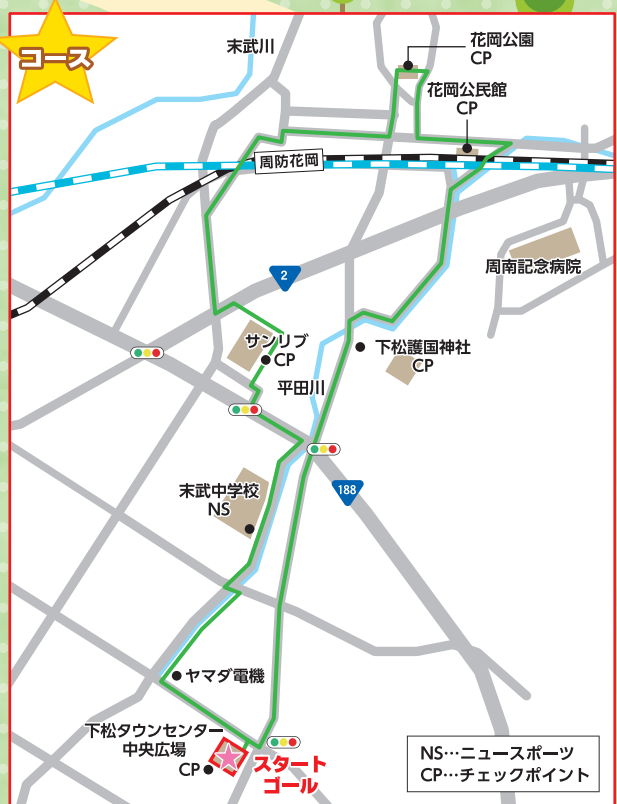 コース
末武川
花岡公園
CP
花岡公民館
CP
周防花岡
周南記念病院
2
サンリブ
CP
下松護国神社
CP
平田川
188
末武中学校
NS
ヤマダ電機
下松タウンセンター
中央広場
CP
スタート
ゴール
NS…ニュースポーツ
CP…チェックポイント